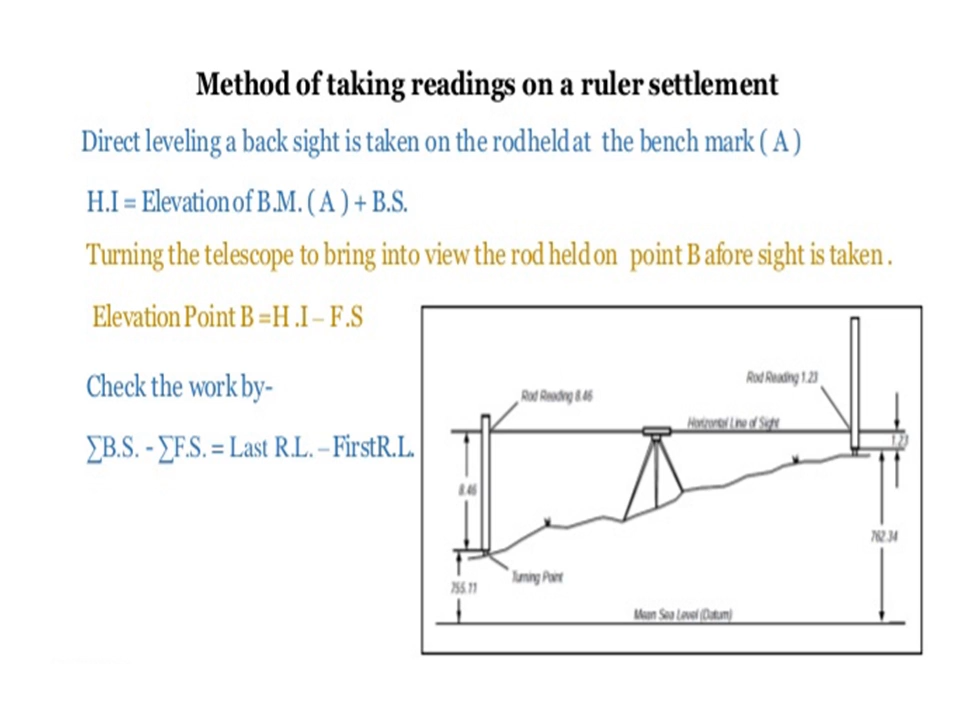 Method of taking readings on a ruler settlement
Direct leveling a back sight is taken on the rod held at the bench mark ( A )
H.I = Elevation of B.M. ( A ) + B.S.
Turning the telescope to bring into view the rod held on point B afore sight is taken .
Elevation Point B =H .I – F.S
Check the work by-
∑B.S. - ∑F.S. = Last R.L. – FirstR.L.
Rod Reading 1.23
Rod Reading 8.46
Horizontal Line of Sight
1.23
8.46
762.34
Turning Point
755.11
Mean Sea Level (Datum)